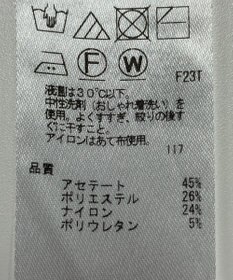 F W
F23T
液温は30℃以下。
中性洗剤(おしゃれ着洗い)を
使用。よくすすぎ、絞りの後す
ぐに干すこと。
アイロンはあて布使用。
117
品質
アセテート 45%
ポリエステル 26%
ナイロン 24%
ポリウレタン 5%